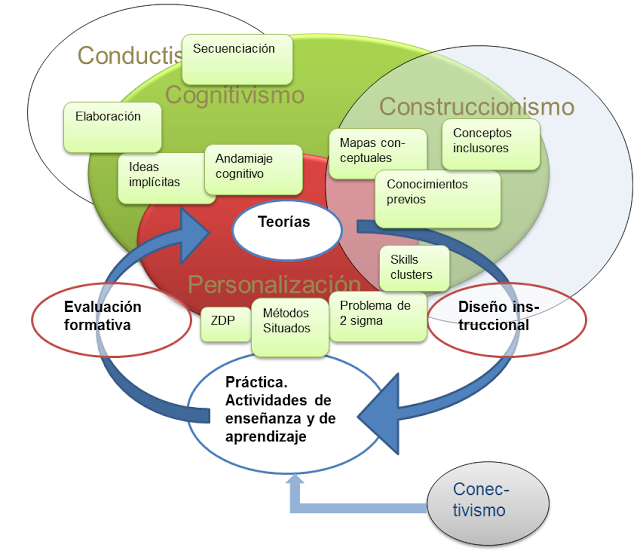 Conductis
Secuenciación
Cognitivismo
Construccionismo
Elaboración
Ideas
implícitas
Andamiaje
cognitivo
Mapas con-
ceptuales
Conceptos
inclusores
Conocimientos
previos
Teorías
Skills
clusters
Personalización
Evaluación
formativa
ZDP
Métodos
Situados
Problema de
2 sigma
Diseño ins-
truccional
Práctica.
Actividades de
enseñanza y de
aprendizaje
Conec-
tivismo